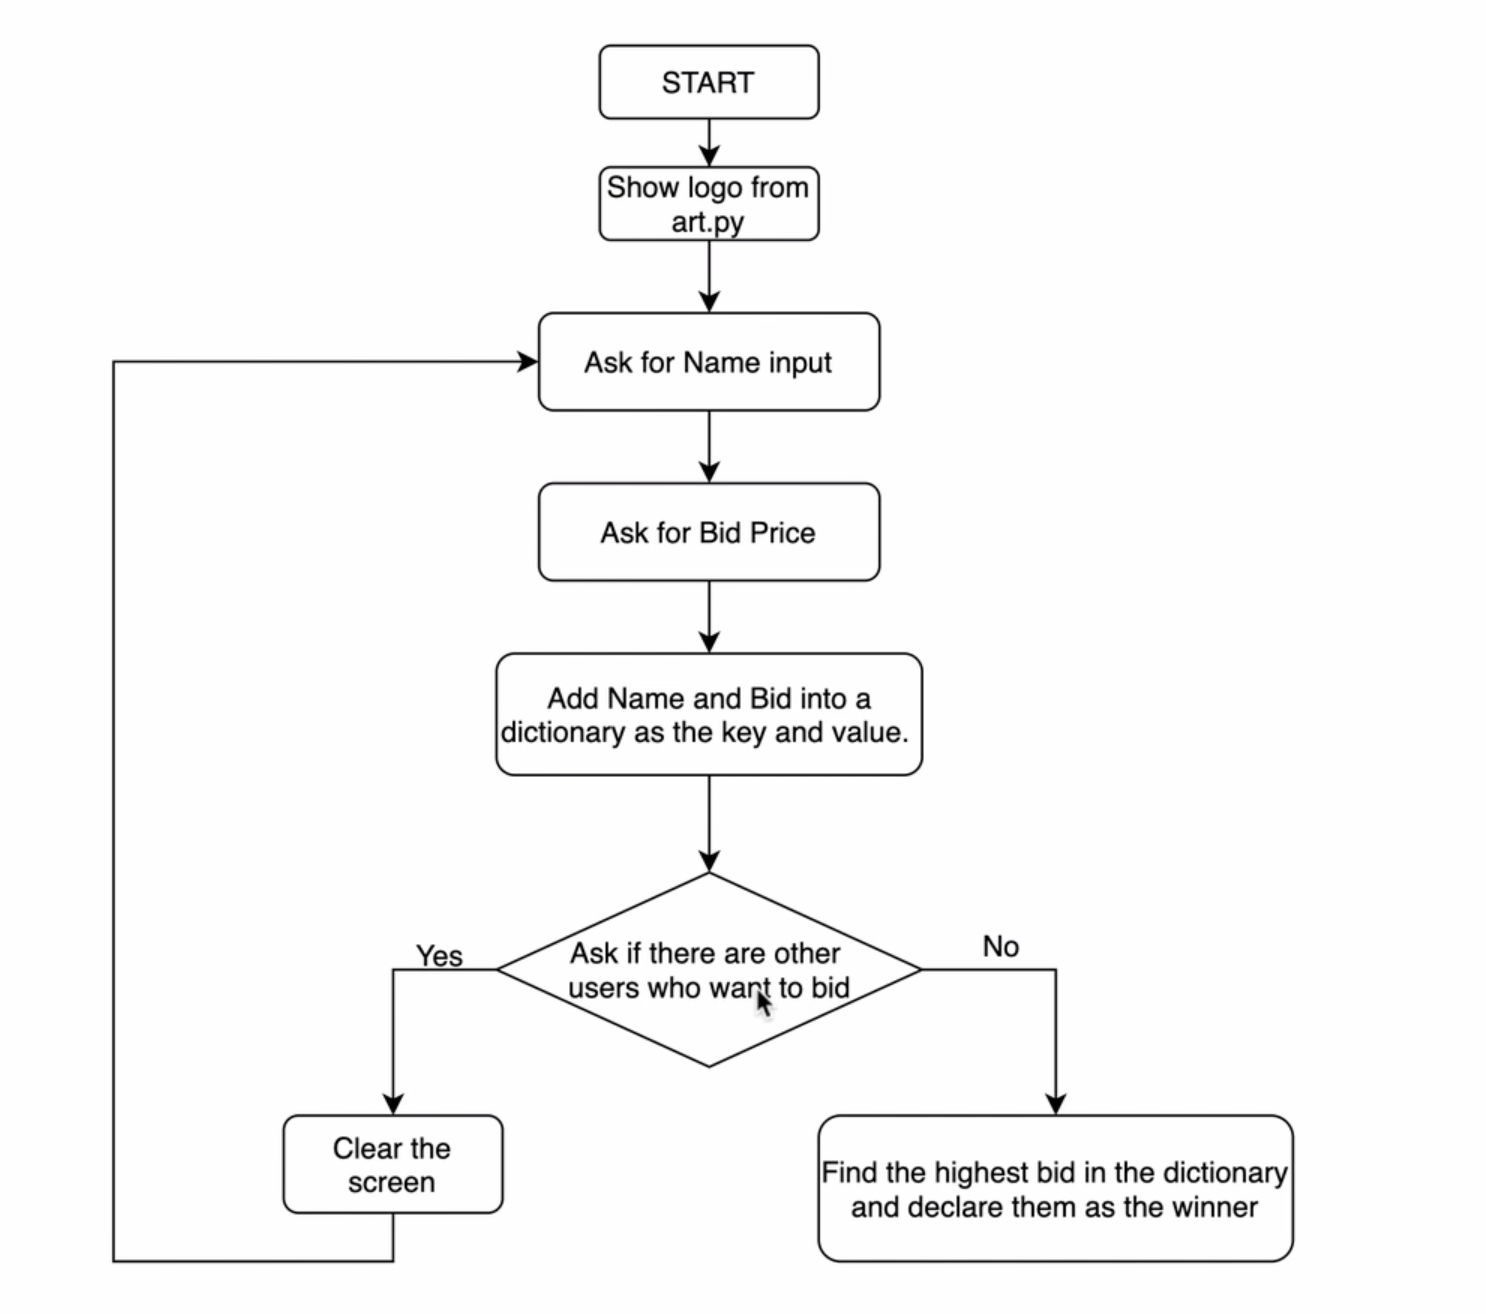 START
Show logo from
art.py
Ask for Name input
Ask for Bid Price
Add Name and Bid into a
dictionary as the key and value.
Ask if there are other
users who want to bid
Yes
No
Clear the
screen
Find the highest bid in the dictionary
and declare them as the winner